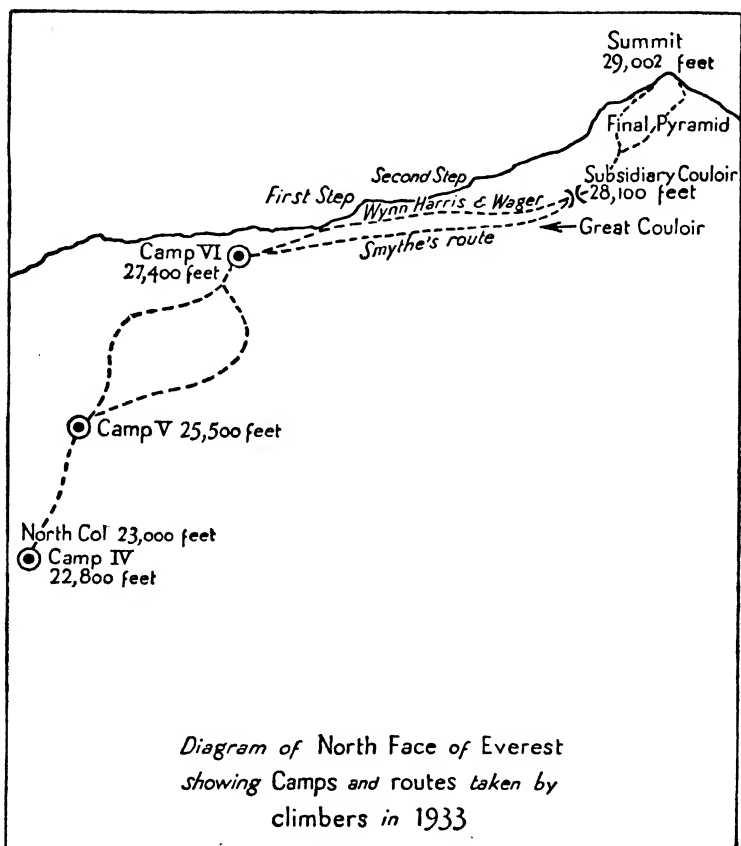 Summit
29,002 feet
Final Pyramid
Subsidiary Couloir
28,100 feet
Second Step
First Step
Wynn Harris & Wager
Great Couloir
Smythe's route
Camp VI
27,400 feet
Camp V 25,500 feet
North Col 23,000 feet
Camp IV
22,800 feet
Diagram of North Face of Everest
showing Camps and routes taken by
climbers in 1933